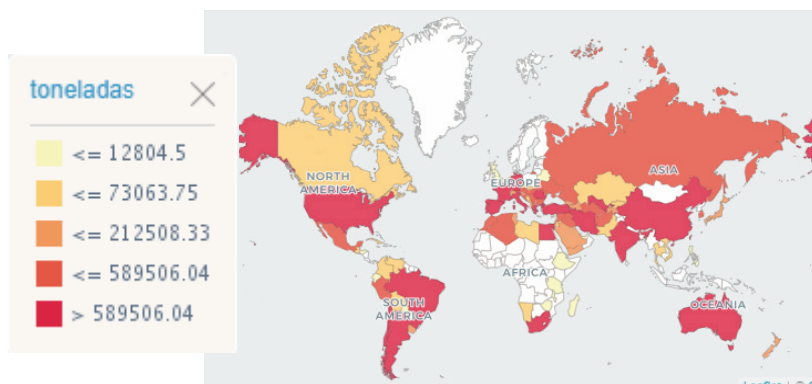 toneladas
<= 12804.5
<= 73063.75
<= 212508.33
<= 589506.04
> 589506.04
NORTH
AMERICA
EUROPE
ASIA
AFRICA
SOUTH
AMERICA
OCEANIA